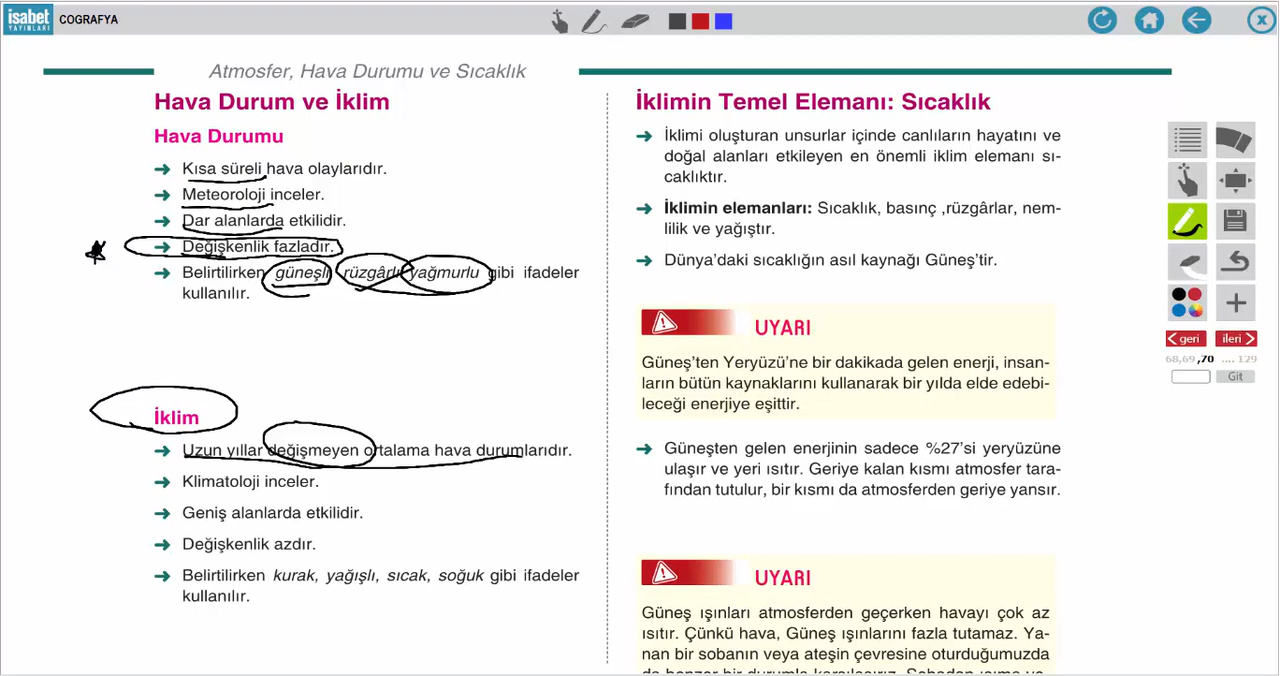 isabet
YAYINLARI
COGRAFYA
Atmosfer, Hava Durumu ve Sıcaklık
Hava Durum ve İklim
Hava Durumu
Kısa süreli hava olaylarıdır.
Meteoroloji inceler.
Dar alanlarda etkilidir.
Değişkenlik fazladır.
Belirtilirken güneşli rüzgârlı yağmurlu gibi ifadeler
kullanılır.
İklim
Uzun yıllar değişmeyen ortalama hava durumlarıdır.
Klimatoloji inceler.
Geniş alanlarda etkilidir.
Değişkenlik azdır.
Belirtilirken kurak, yağışlı, sıcak, soğuk gibi ifadeler
kullanılır.
İklimin Temel Elemanı: Sıcaklık
İklimi oluşturan unsurlar içinde canlıların hayatını ve
doğal alanları etkileyen en önemli iklim elemanı sı-
caklıktır.
İklimin elemanları: Sıcaklık, basınç ,rüzgârlar, nem-
lilik ve yağıştır.
Dünya'daki sıcaklığın asıl kaynağı Güneş'tir.
UYARI
Güneş'ten Yeryüzü'ne bir dakikada gelen enerji, insan-
ların bütün kaynaklarını kullanarak bir yılda elde edebi-
leceği enerjiye eşittir.
Güneşten gelen enerjinin sadece %27'si yeryüzüne
ulaşır ve yeri ısıtır. Geriye kalan kısmı atmosfer tara-
fından tutulur, bir kısmı da atmosferden geriye yansır.
UYARI
Güneş ışınları atmosferden geçerken havayı çok az
ısıtır. Çünkü hava, Güneş ışınlarını fazla tutamaz. Ya-
nan bir sobanın veya ateşin çevresine oturduğumuzda
geri
ileri
68,69,70 .... 129
Git